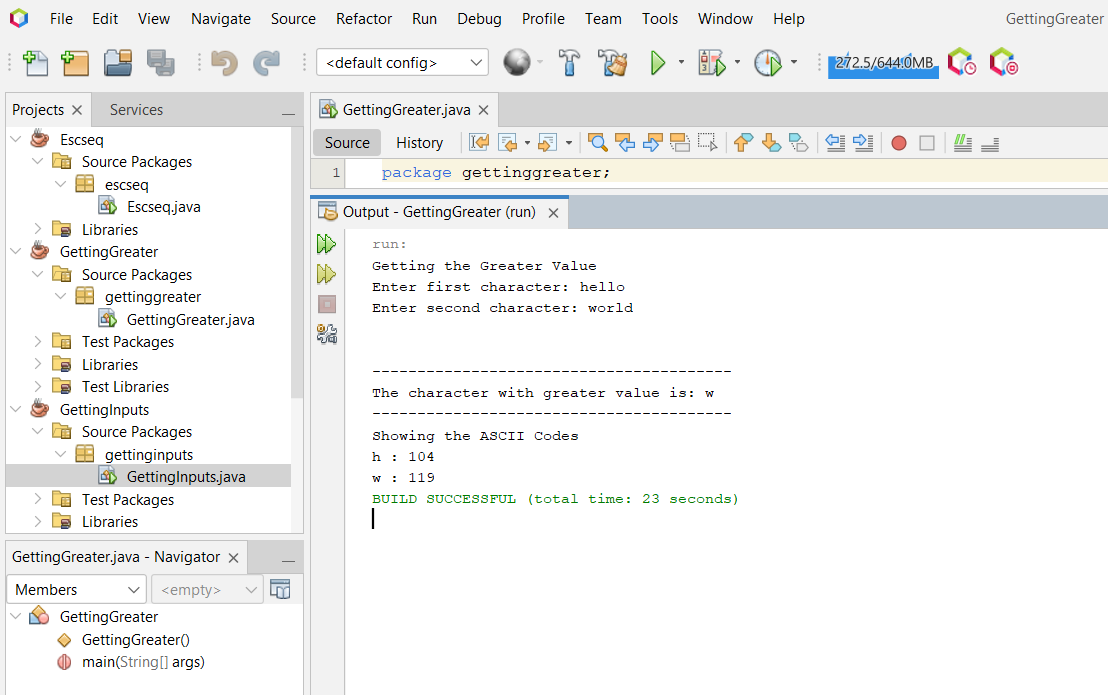 File Edit View Navigate Source Refactor Run Debug Profile Team Tools Window Help GettingGreater
<default config> 272.5/644.0MB
Projects Services
Escseq
Source Packages
escseq
Escseq.java
Libraries
GettingGreater
Source Packages
gettinggreater
GettingGreater.java
Test Packages
Libraries
Test Libraries
GettingInputs
Source Packages
gettinginputs
GettingInputs.java
Test Packages
Libraries
GettingGreater.java - Navigator
Members <empty>
GettingGreater
GettingGreater()
main(String[] args)
GettingGreater.java
Source History
1 package gettinggreater;
Output - GettingGreater (run)
run:
Getting the Greater Value
Enter first character: hello
Enter second character: world
----------------------------------------
The character with greater value is: w
----------------------------------------
Showing the ASCII Codes
h : 104
w : 119
BUILD SUCCESSFUL (total time: 23 seconds)